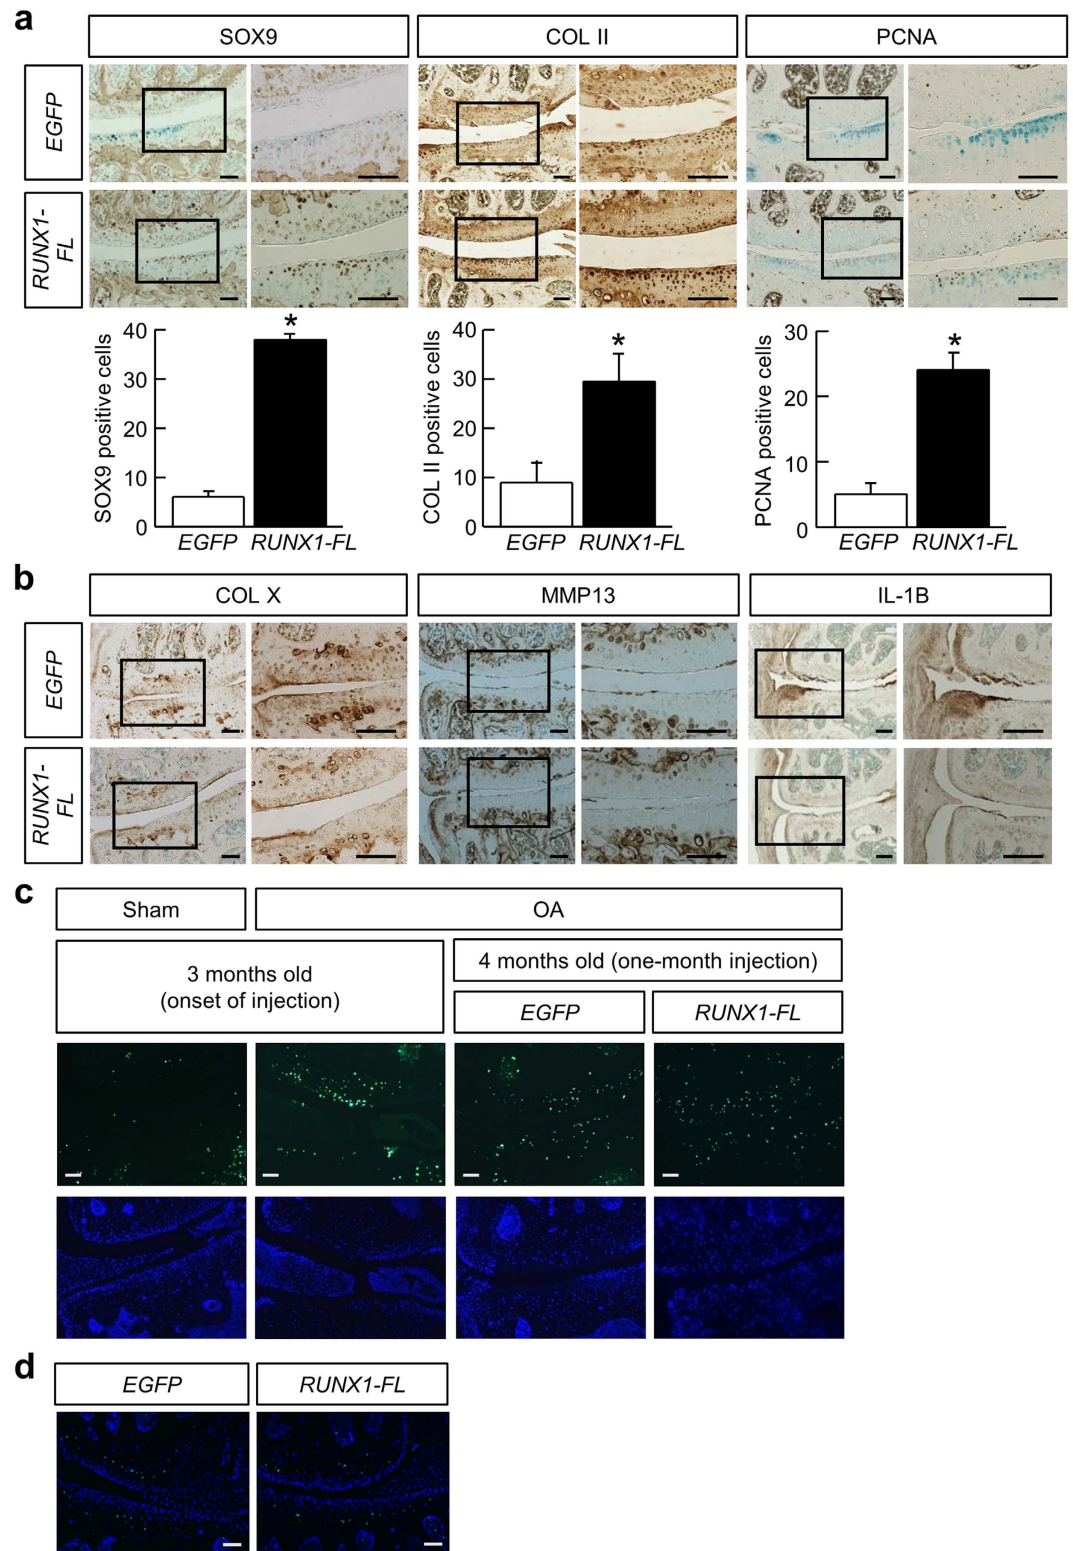 a
SOX9
COL II
PCNA
EGFP
RUNX1-
FL
SOX9 positive cells
40
30
20
10
0
*
EGFP
RUNX1-FL
COL II positive cells
40
30
20
10
0
*
EGFP
RUNX1-FL
PCNA positive cells
30
20
10
0
*
EGFP
RUNX1-FL
b
COL X
MMP13
IL-1B
EGFP
RUNX1-
FL
c
Sham
OA
3 months old
(onset of injection)
4 months old (one-month injection)
EGFP
RUNX1-FL
d
EGFP
RUNX1-FL